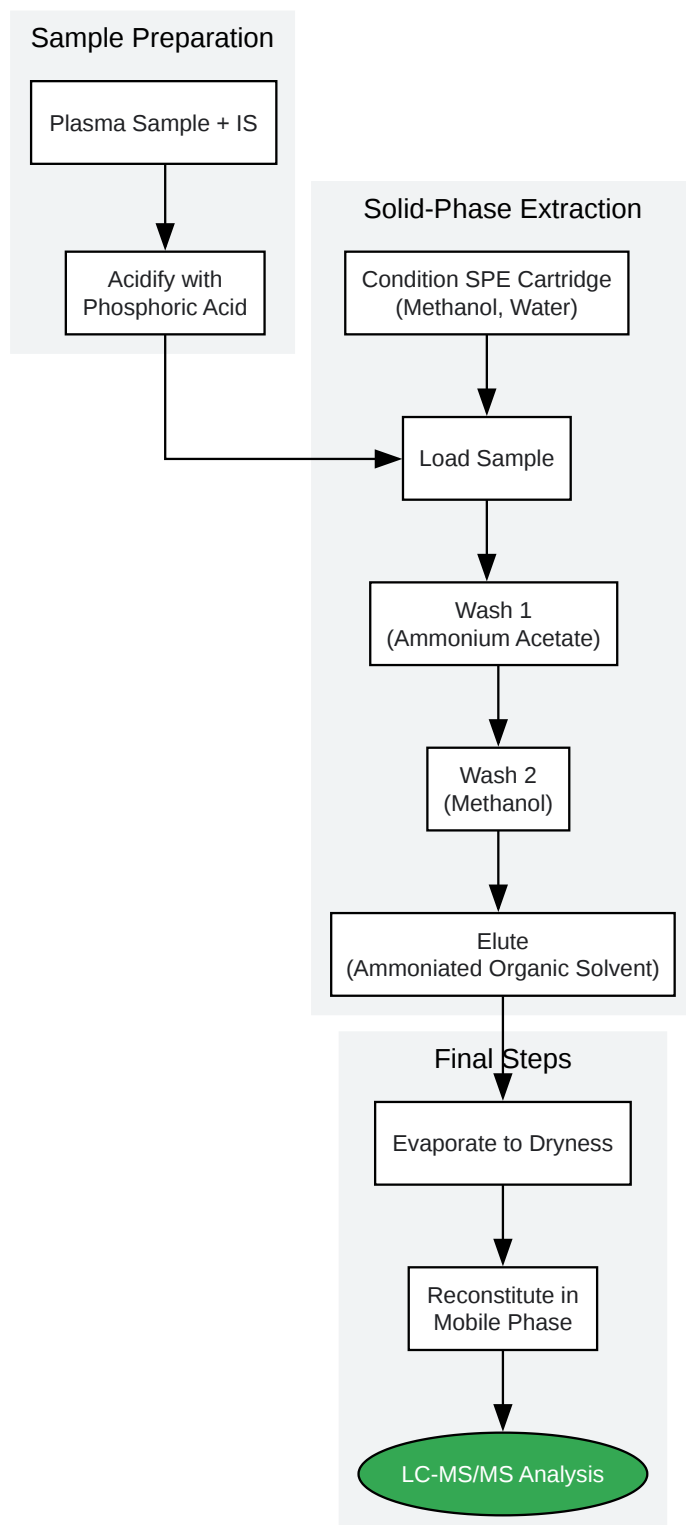 Sample Preparation
Plasma Sample + IS
Acidify with
Phosphoric Acid
Solid-Phase Extraction
Condition SPE Cartridge
(Methanol, Water)
Load Sample
Wash 1
(Ammonium Acetate)
Wash 2
(Methanol)
Elute
(Ammoniated Organic Solvent)
Final Steps
Evaporate to Dryness
Reconstitute in
Mobile Phase
LC-MS/MS Analysis